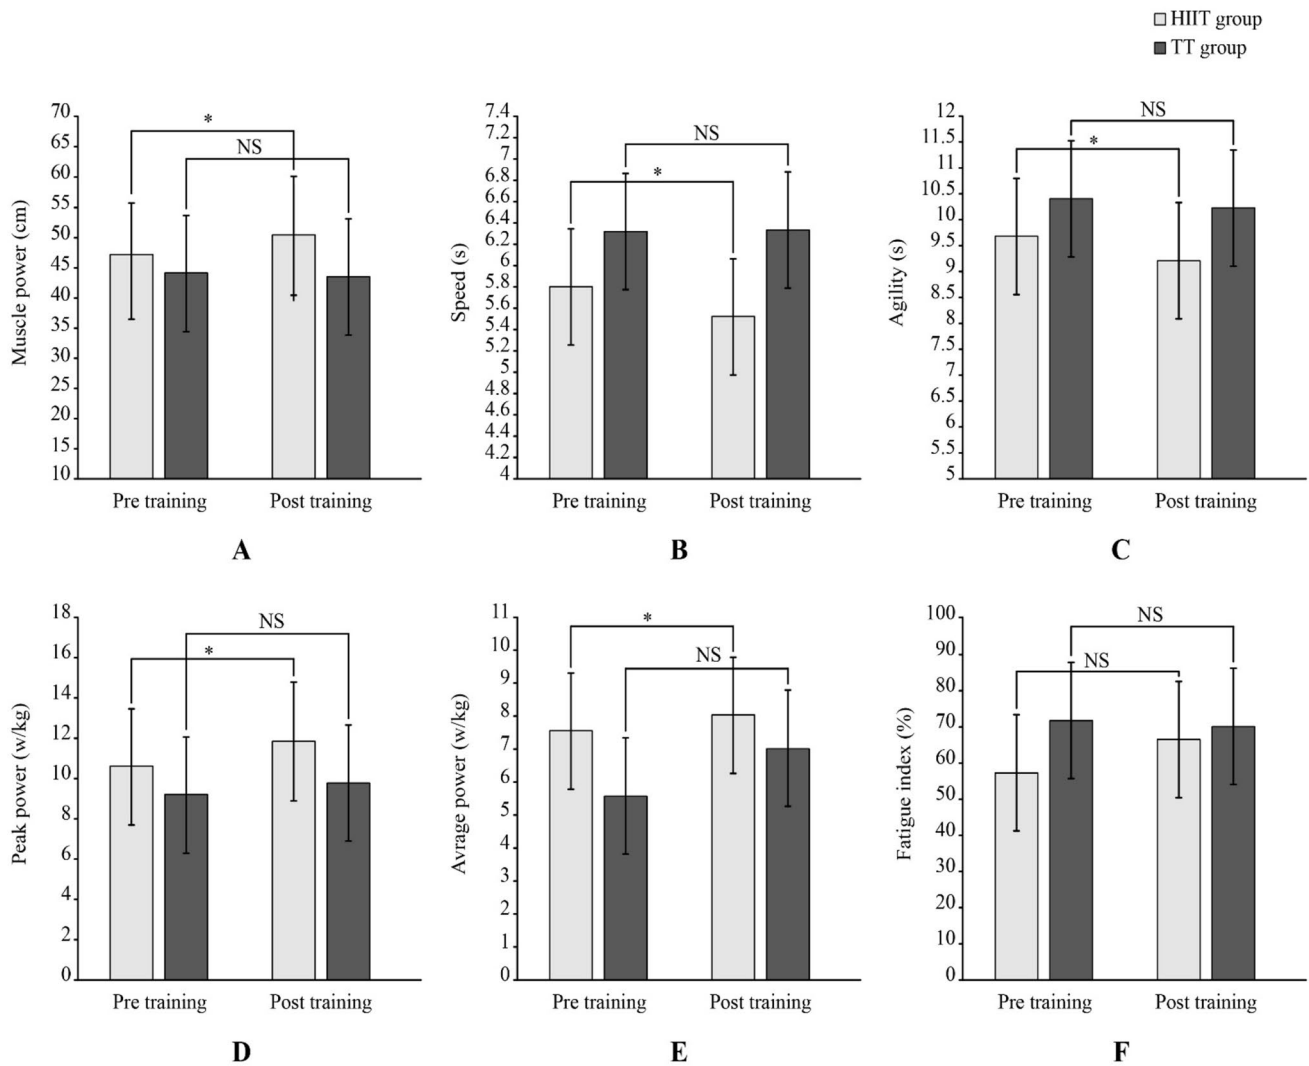 HIIT group
TT group
70
65
60
55
50
45
40
35
30
25
20
15
10
Muscle power (cm)
*
NS
Pre training
Post training
A
7.4
7.2
7
6.8
6.6
6.4
6.2
6
5.8
5.6
5.4
5.2
5
4.8
4.6
4.4
4.2
4
Speed (s)
NS
*
Pre training
Post training
B
12
11.5
11
10.5
10
9.5
9
8.5
8
7.5
7
6.5
6
5.5
5
Agility (s)
NS
*
Pre training
Post training
C
18
16
14
12
10
8
6
4
2
0
Peak power (w/kg)
NS
*
Pre training
Post training
D
11
10
9
8
7
6
5
4
3
2
1
0
Avrage power (w/kg)
*
NS
Pre training
Post training
E
100
90
80
70
60
50
40
30
20
10
0
Fatigue index (%)
NS
NS
Pre training
Post training
F